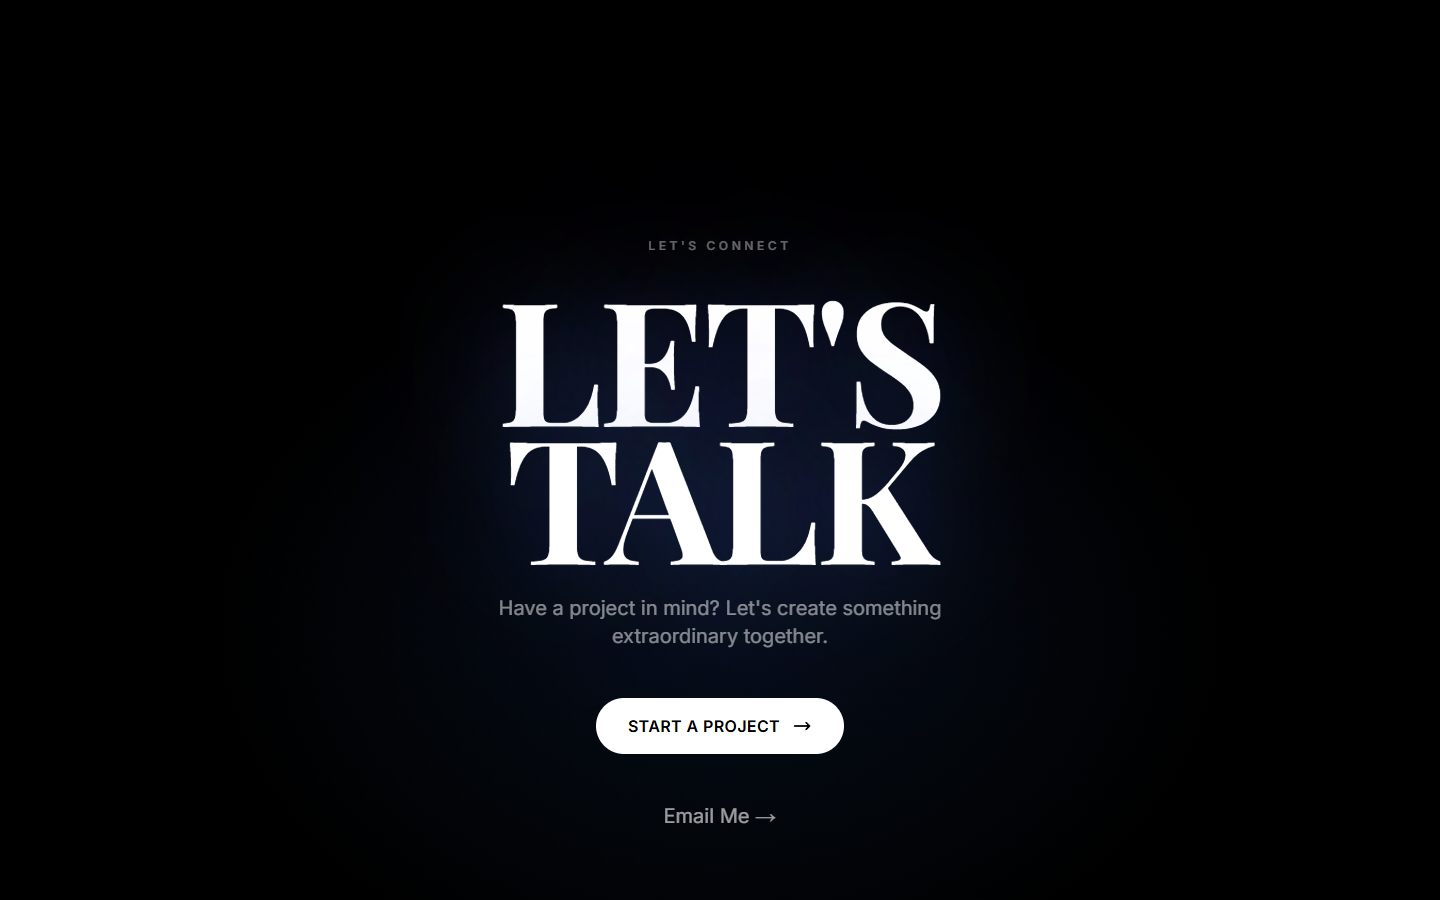 LET'S CONNECT
LET'S
TALK
Have a project in mind? Let's create something
extraordinary together.
START A PROJECT →
Email Me →